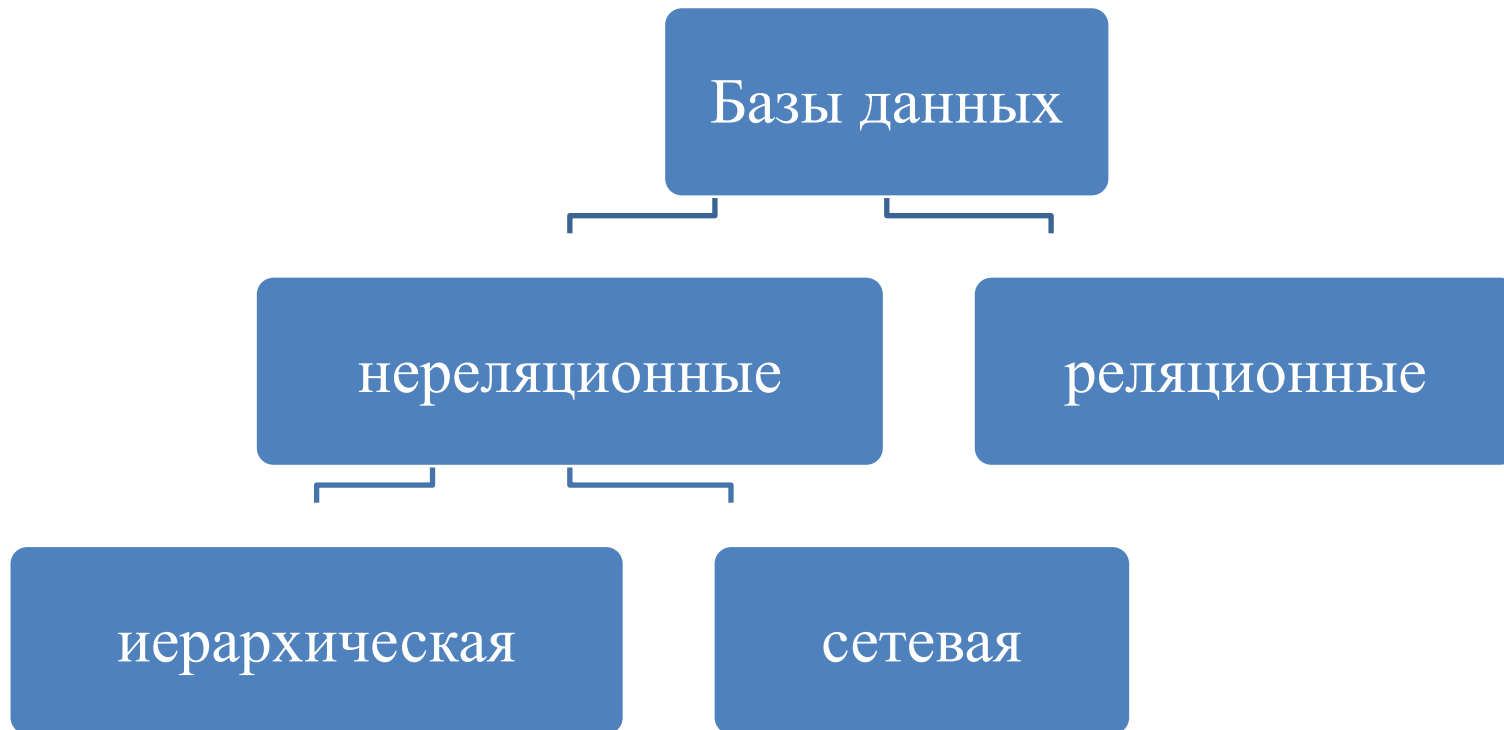 Базы данных
нереляционные
реляционные
иерархическая
сетевая